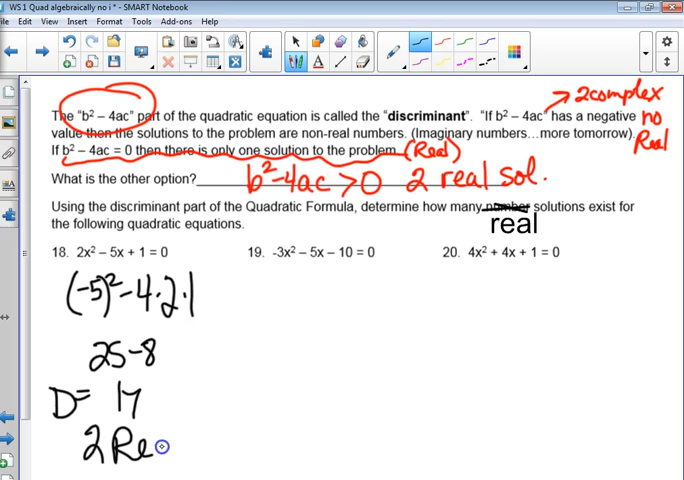 WS 1 Quad algebraically no i * - SMART Notebook
File Edit View Insert Format Tools Add-ons Help
The "b² – 4ac" part of the quadratic equation is called the "discriminant". "If b² – 4ac" has a negative
value then the solutions to the problem are non-real numbers. (Imaginary numbers…more tomorrow).
If b² – 4ac = 0 then there is only one solution to the problem. (Real)
→ 2 complex
no
Real
What is the other option? b²-4ac > 0 2 real sol.
Using the discriminant part of the Quadratic Formula, determine how many number solutions exist for
real
the following quadratic equations.
18. 2x² – 5x + 1 = 0 19. -3x² – 5x – 10 = 0 20. 4x² + 4x + 1 = 0
(-5)² - 4·2·1
25-8
D= 17
2 Re